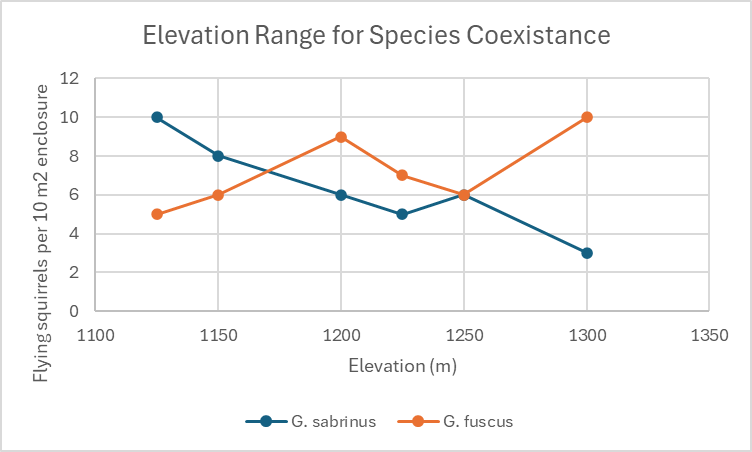 Elevation Range for Species Coexistance
Flying squirrels per 10 m2 enclosure
12
10
8
6
4
2
0
1100 1150 1200 1250 1300 1350
Elevation (m)
G. sabrinus G. fuscus